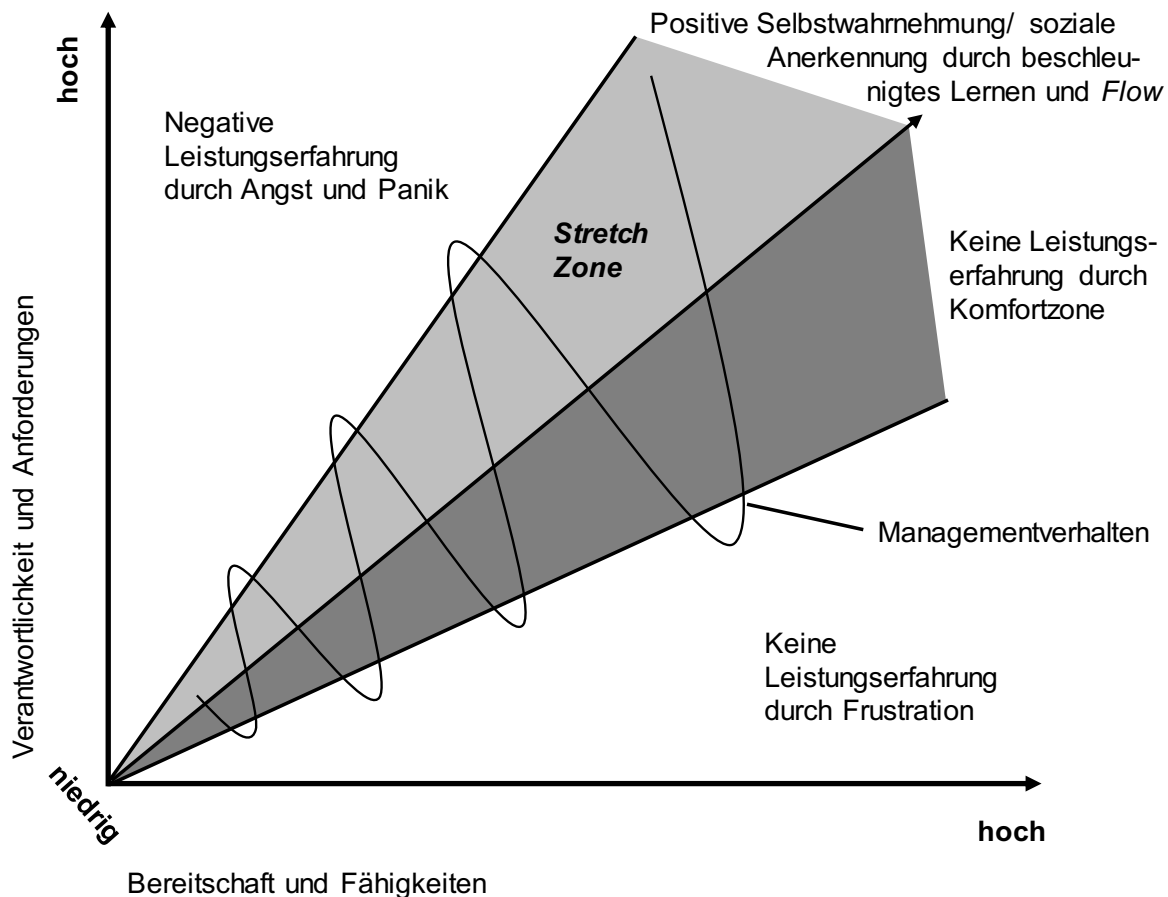 hoch
Positive Selbstwahrnehmung/ soziale
Anerkennung durch beschleu-
nigtes Lernen und Flow
Negative
Leistungserfahrung
durch Angst und Panik
Stretch
Zone
Keine Leistungs-
erfahrung durch
Komfortzone
Verantwortlichkeit und Anforderungen
Managementverhalten
Keine
Leistungserfahrung
durch Frustration
niedrig
hoch
Bereitschaft und Fähigkeiten